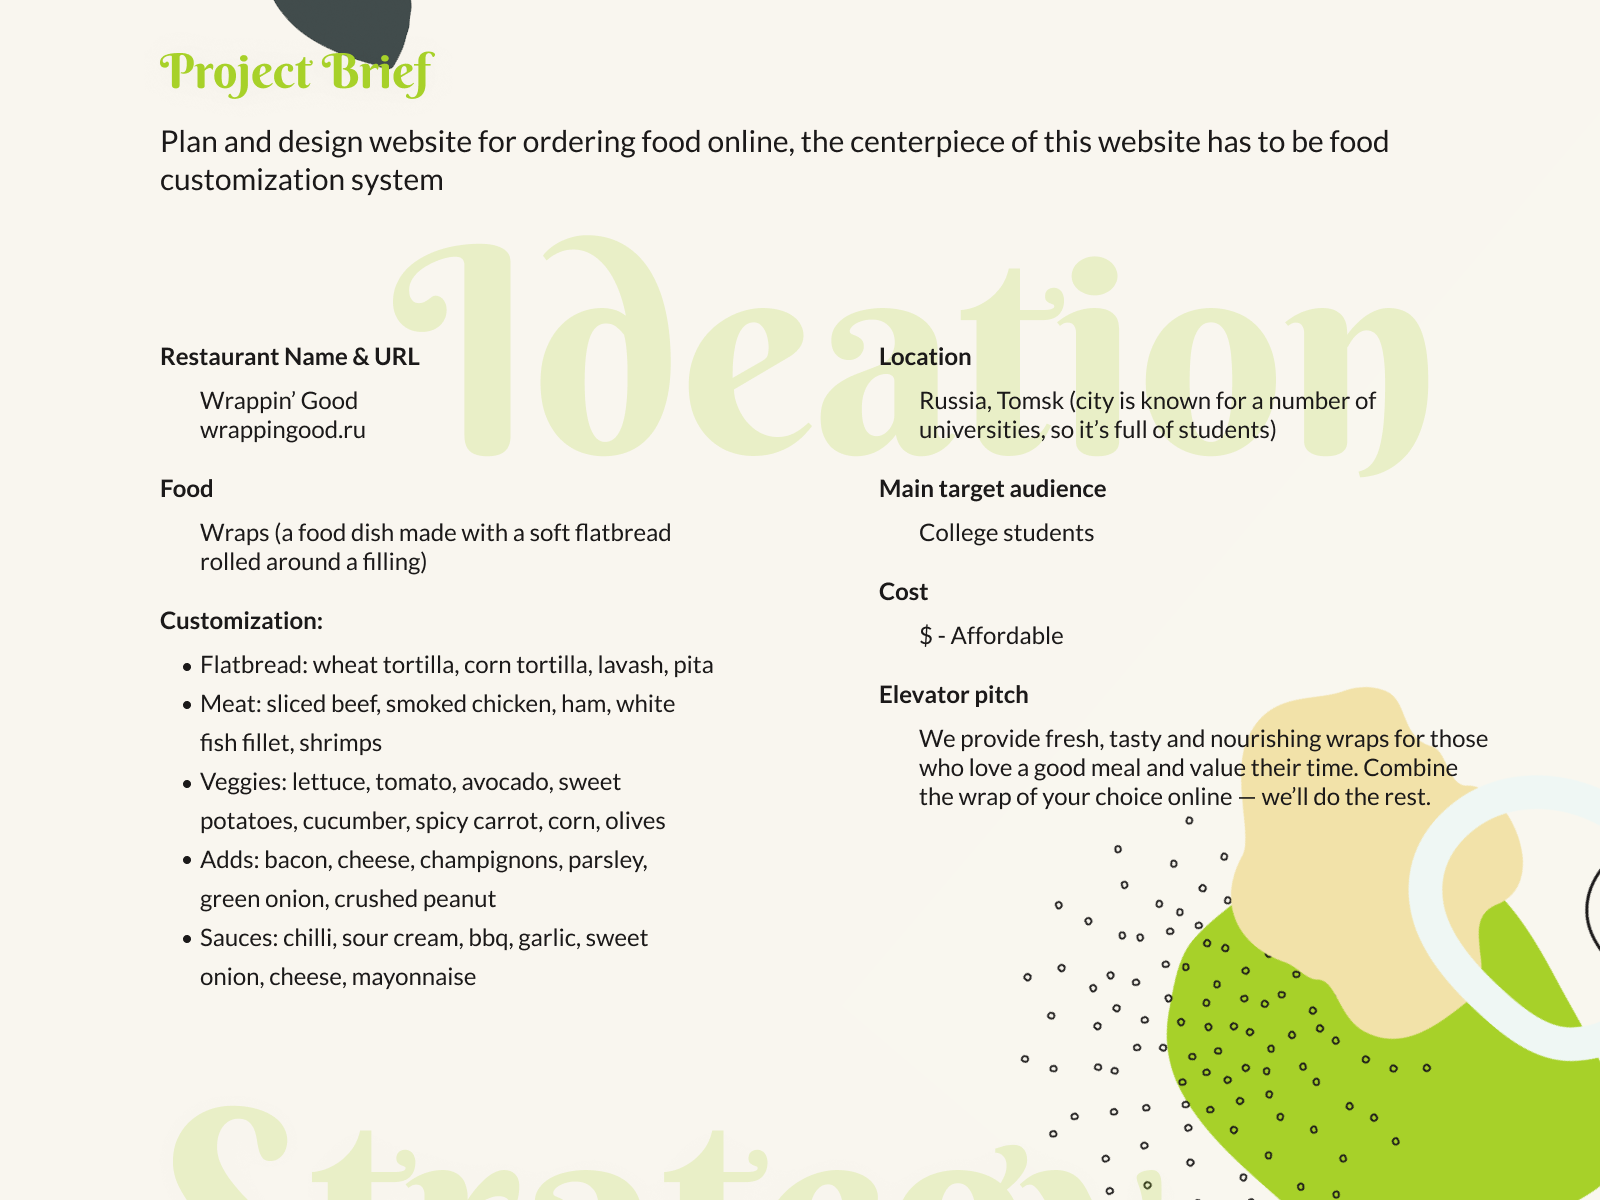 Project Brief
Plan and design website for ordering food online, the centerpiece of this website has to be food
customization system
Ideation
Restaurant Name & URL
Wrappin’ Good
wrappingood.ru
Food
Wraps (a food dish made with a soft flatbread
rolled around a filling)
Customization:
• Flatbread: wheat tortilla, corn tortilla, lavash, pita
• Meat: sliced beef, smoked chicken, ham, white
fish fillet, shrimps
• Veggies: lettuce, tomato, avocado, sweet
potatoes, cucumber, spicy carrot, corn, olives
• Adds: bacon, cheese, champignons, parsley,
green onion, crushed peanut
• Sauces: chilli, sour cream, bbq, garlic, sweet
onion, cheese, mayonnaise
Location
Russia, Tomsk (city is known for a number of
universities, so it’s full of students)
Main target audience
College students
Cost
$ - Affordable
Elevator pitch
We provide fresh, tasty and nourishing wraps for those
who love a good meal and value their time. Combine
the wrap of your choice online — we’ll do the rest.
Strategy